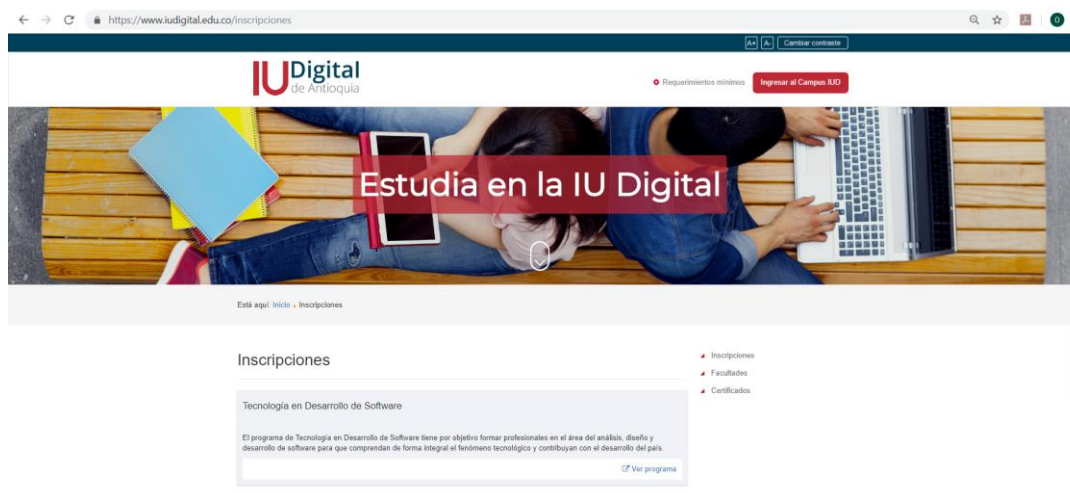 https://www.iudigital.edu.co/inscripciones
O
A+ A- Cambiar contraste
IUDigital
de Antioquia
Requerimientos mínimos
Ingresar al Campus IUD
Estudia en la IU Digital
Está aquí: Inicio Inscripciones
Inscripciones
Tecnología en Desarrollo de Software
El programa de Tecnología en Desarrollo de Software tiene por objetivo formar profesionales en el área del análisis, diseño y
desarrollo de software para que comprendan de forma integral el fenómeno tecnológico y contribuyan con el desarrollo del país.
Ver programa
Inscripciones
Facultades
Certificados